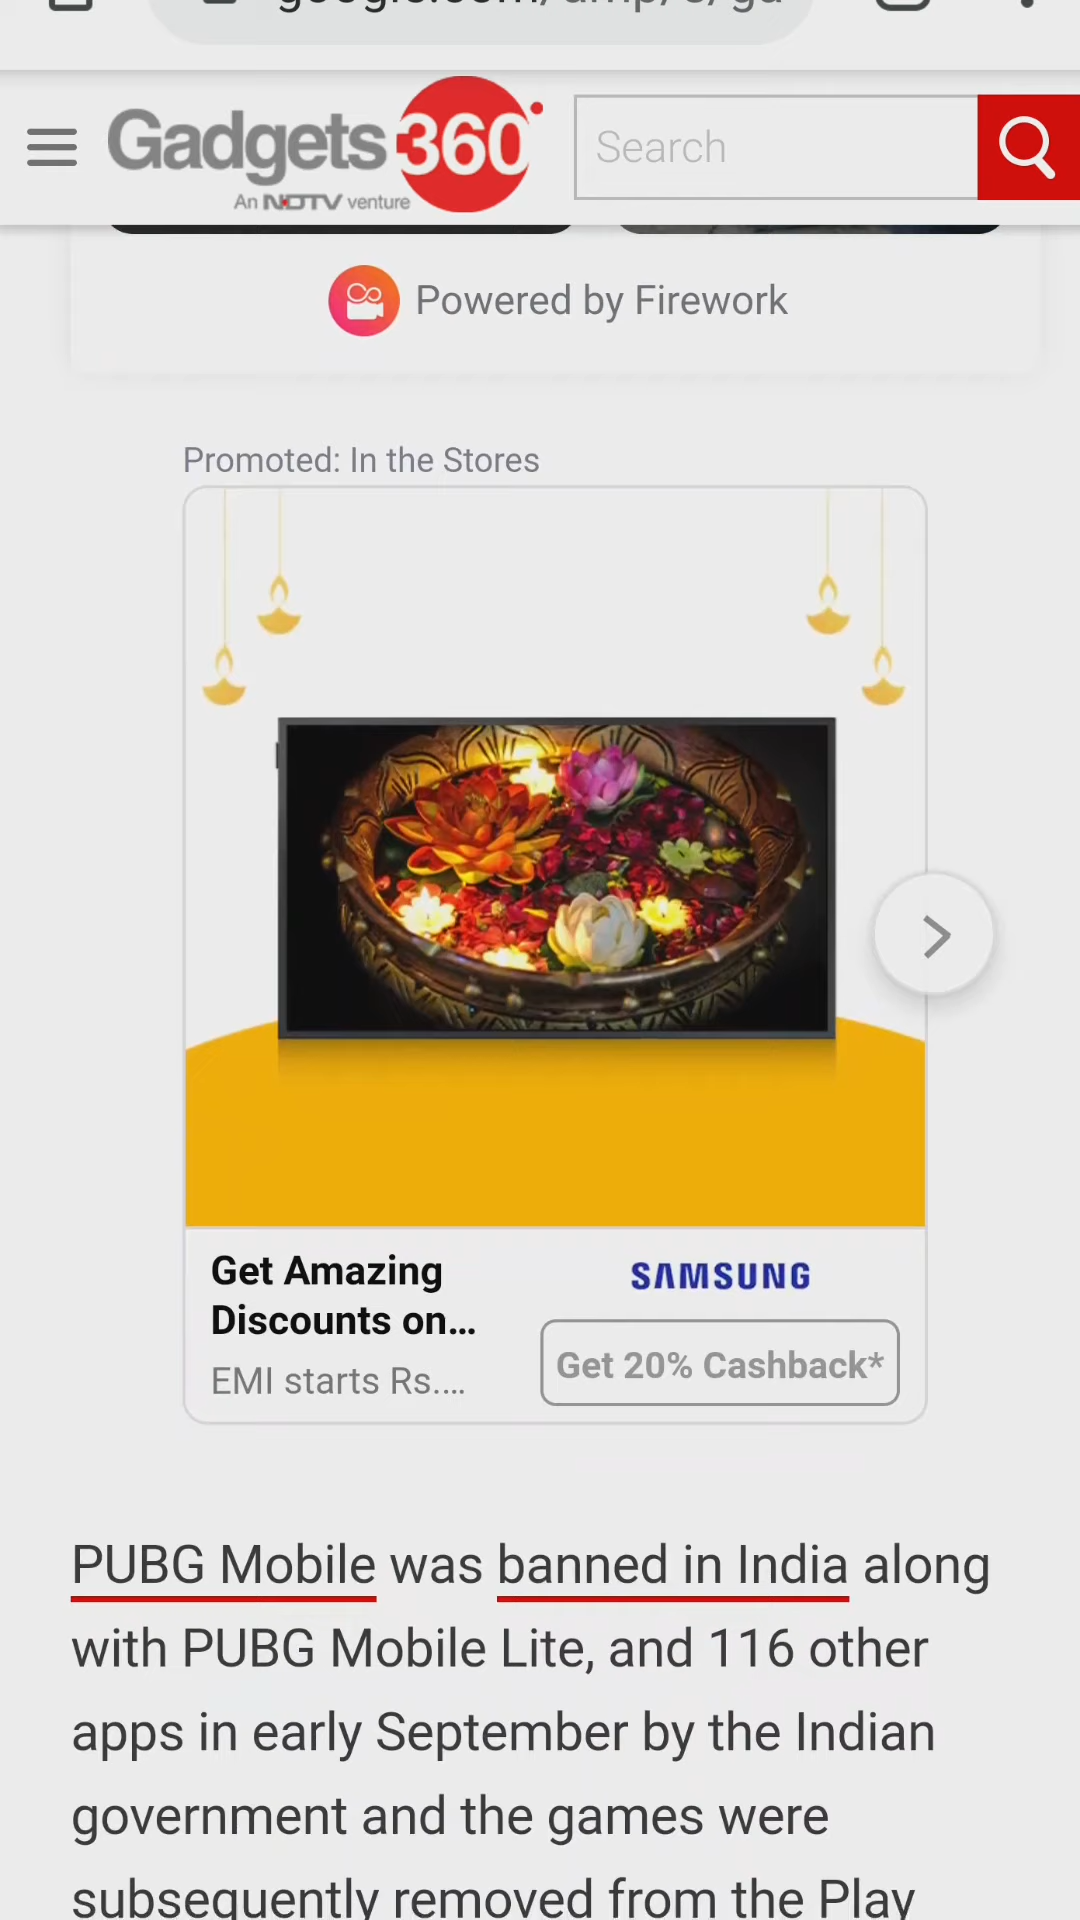 Gadgets 360
An NDTV venture
Search
Powered by Firework
Promoted: In the Stores
Get Amazing
Discounts on...
EMI starts Rs....
SAMSUNG
Get 20% Cashback*
PUBG Mobile was banned in India along
with PUBG Mobile Lite, and 116 other
apps in early September by the Indian
government and the games were
subsequently removed from the Play